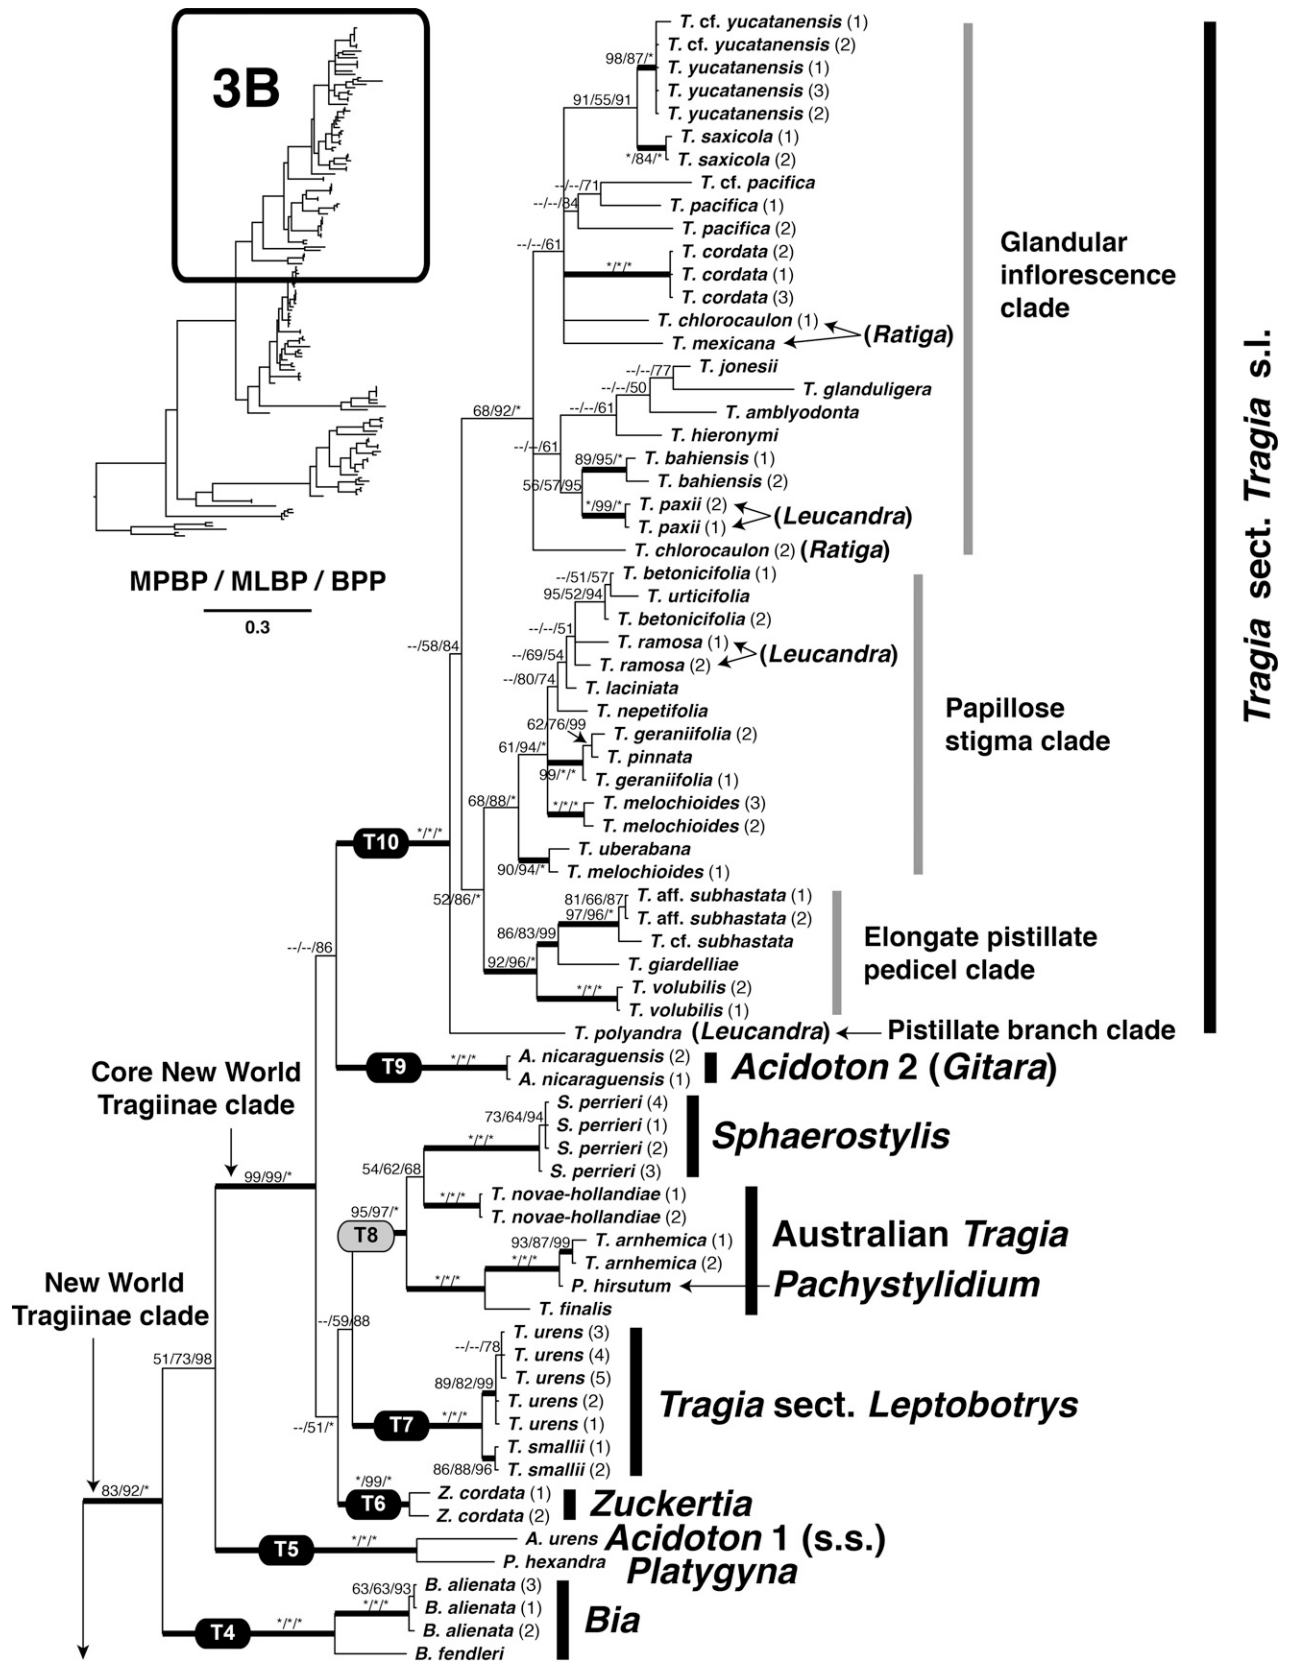 3B
MPBP / MLBP / BPP
0.3
T. cf. yucatanensis (1)
T. cf. yucatanensis (2)
98/87/*
T. yucatanensis (1)
T. yucatanensis (3)
91/55/91
T. yucatanensis (2)
T. saxicola (1)
*/84/*
T. saxicola (2)
--/--/71
T. cf. pacifica
--/--/84
T. pacifica (1)
T. pacifica (2)
--/--/61
T. cordata (2)
*/*/*
T. cordata (1)
T. cordata (3)
T. chlorocaulon (1)
T. mexicana
(Ratiga)
Glandular
inflorescence
clade
T. jonesii
--/--/77
--/--/50
T. glanduligera
68/92/*
--/--/61
T. amblyodonta
T. hieronymi
--/--/61
89/95/*
T. bahiensis (1)
T. bahiensis (2)
56/57/95
*/99/*
T. paxii (2)
T. paxii (1)
(Leucandra)
T. chlorocaulon (2) (Ratiga)
--/51/57
T. betonicifolia (1)
95/52/94
T. urticifolia
T. betonicifolia (2)
--/--/51
T. ramosa (1)
--/69/54
T. ramosa (2)
(Leucandra)
--/58/84
--/80/74
T. laciniata
T. nepetifolia
62/76/99
T. geraniifolia (2)
61/94/*
T. pinnata
99/*/*
T. geraniifolia (1)
68/88/*
*/*/*
T. melochioides (3)
T. melochioides (2)
T. uberabana
90/94/*
T. melochioides (1)
Papillose
stigma clade
T10
*/*/*
52/86/*
81/66/87
T. aff. subhastata (1)
97/96/*
T. aff. subhastata (2)
86/83/99
T. cf. subhastata
92/96/*
T. giardelliae
*/*/*
T. volubilis (2)
T. volubilis (1)
Elongate pistillate
pedicel clade
T. polyandra (Leucandra)
Pistillate branch clade
Tragia sect. Tragia s.l.
--/--/86
T9
*/*/*
A. nicaraguensis (2)
A. nicaraguensis (1)
Acidoton 2 (Gitara)
Core New World
Tragiinae clade
99/99/*
S. perrieri (4)
73/64/94
S. perrieri (1)
*/*/*
S. perrieri (2)
S. perrieri (3)
Sphaerostylis
54/62/68
*/*/*
T. novae-hollandiae (1)
T. novae-hollandiae (2)
95/97/*
T8
93/87/99
T. arnhemica (1)
*/*/*
T. arnhemica (2)
*/*/*
P. hirsutum
T. finalis
Australian Tragia
Pachystylidium
New World
Tragiinae clade
83/92/*
51/73/98
--/59/88
T. urens (3)
--/--/78
T. urens (4)
T. urens (5)
89/82/99
T. urens (2)
T7
*/*/*
T. urens (1)
T. smallii (1)
86/88/96
T. smallii (2)
Tragia sect. Leptobotrys
--/51/*
*/99/*
T6
Z. cordata (1)
Z. cordata (2)
Zuckertia
T5
*/*/*
A. urens
Acidoton 1 (s.s.)
P. hexandra
Platygyna
63/63/93
B. alienata (3)
*/*/*
B. alienata (1)
T4
*/*/*
B. alienata (2)
B. fendleri
Bia